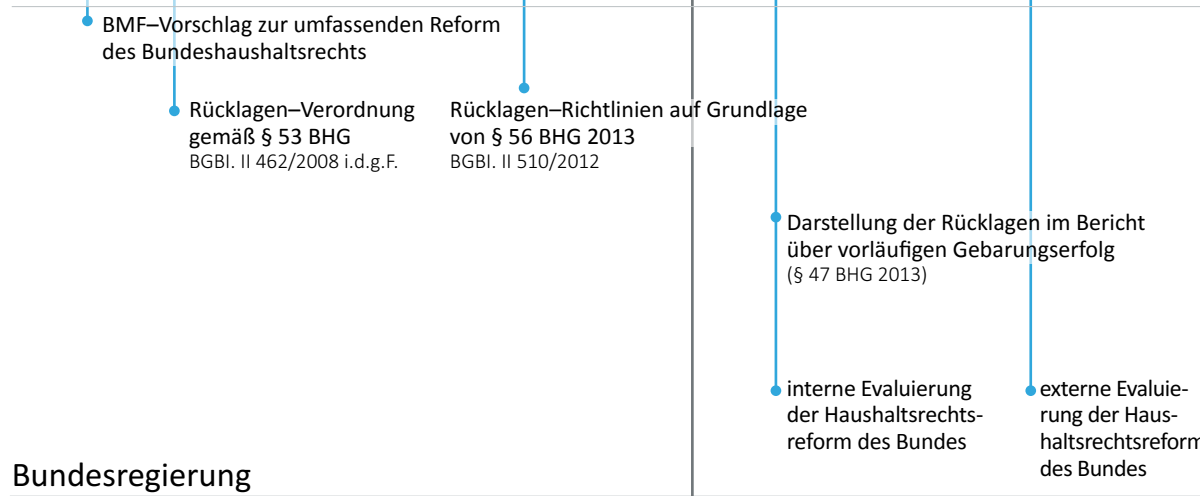 BMF–Vorschlag zur umfassenden Reform
des Bundeshaushaltsrechts
Rücklagen–Verordnung
gemäß § 53 BHG
BGBl. II 462/2008 i.d.g.F.
Rücklagen–Richtlinien auf Grundlage
von § 56 BHG 2013
BGBl. II 510/2012
Darstellung der Rücklagen im Bericht
über vorläufigen Gebarungserfolg
(§ 47 BHG 2013)
interne Evaluierung
der Haushaltsrechts-
reform des Bundes
externe Evaluie-
rung der Haus-
haltsrechtsreform
des Bundes
Bundesregierung